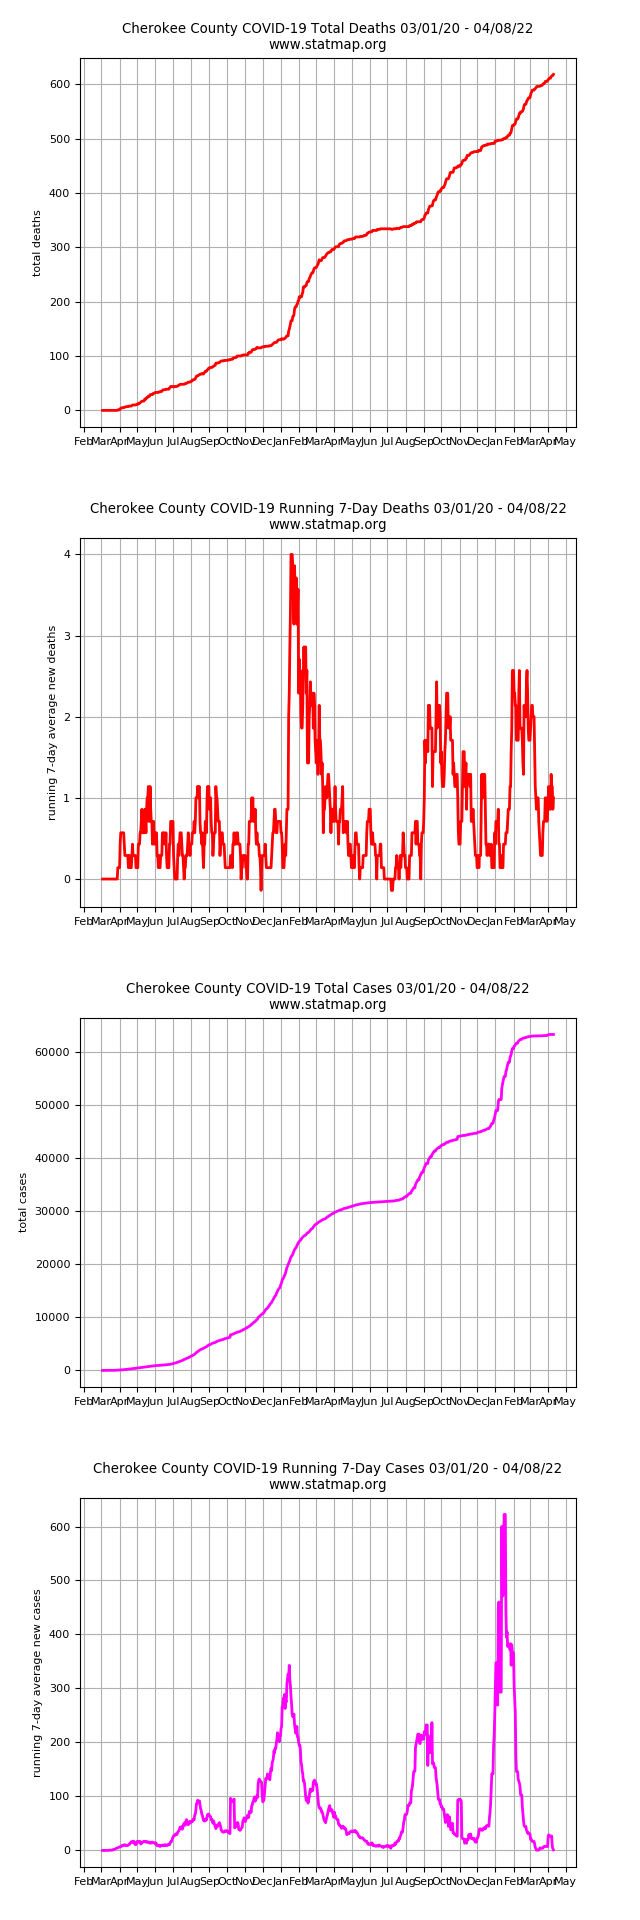 Cherokee County COVID-19 Total Deaths 03/01/20 - 04/08/22
www.statmap.org
600
500
400
300
200
100
0
total deaths
Feb Mar Apr May Jun Jul Aug Sep Oct Nov Dec Jan Feb Mar Apr May Jun Jul Aug Sep Oct Nov Dec Jan Feb Mar Apr May
Cherokee County COVID-19 Running 7-Day Deaths 03/01/20 - 04/08/22
www.statmap.org
4
3
2
1
0
running 7-day average new deaths
Feb Mar Apr May Jun Jul Aug Sep Oct Nov Dec Jan Feb Mar Apr May Jun Jul Aug Sep Oct Nov Dec Jan Feb Mar Apr May
Cherokee County COVID-19 Total Cases 03/01/20 - 04/08/22
www.statmap.org
60000
50000
40000
30000
20000
10000
0
total cases
Feb Mar Apr May Jun Jul Aug Sep Oct Nov Dec Jan Feb Mar Apr May Jun Jul Aug Sep Oct Nov Dec Jan Feb Mar Apr May
Cherokee County COVID-19 Running 7-Day Cases 03/01/20 - 04/08/22
www.statmap.org
600
500
400
300
200
100
0
running 7-day average new cases
Feb Mar Apr May Jun Jul Aug Sep Oct Nov Dec Jan Feb Mar Apr May Jun Jul Aug Sep Oct Nov Dec Jan Feb Mar Apr May